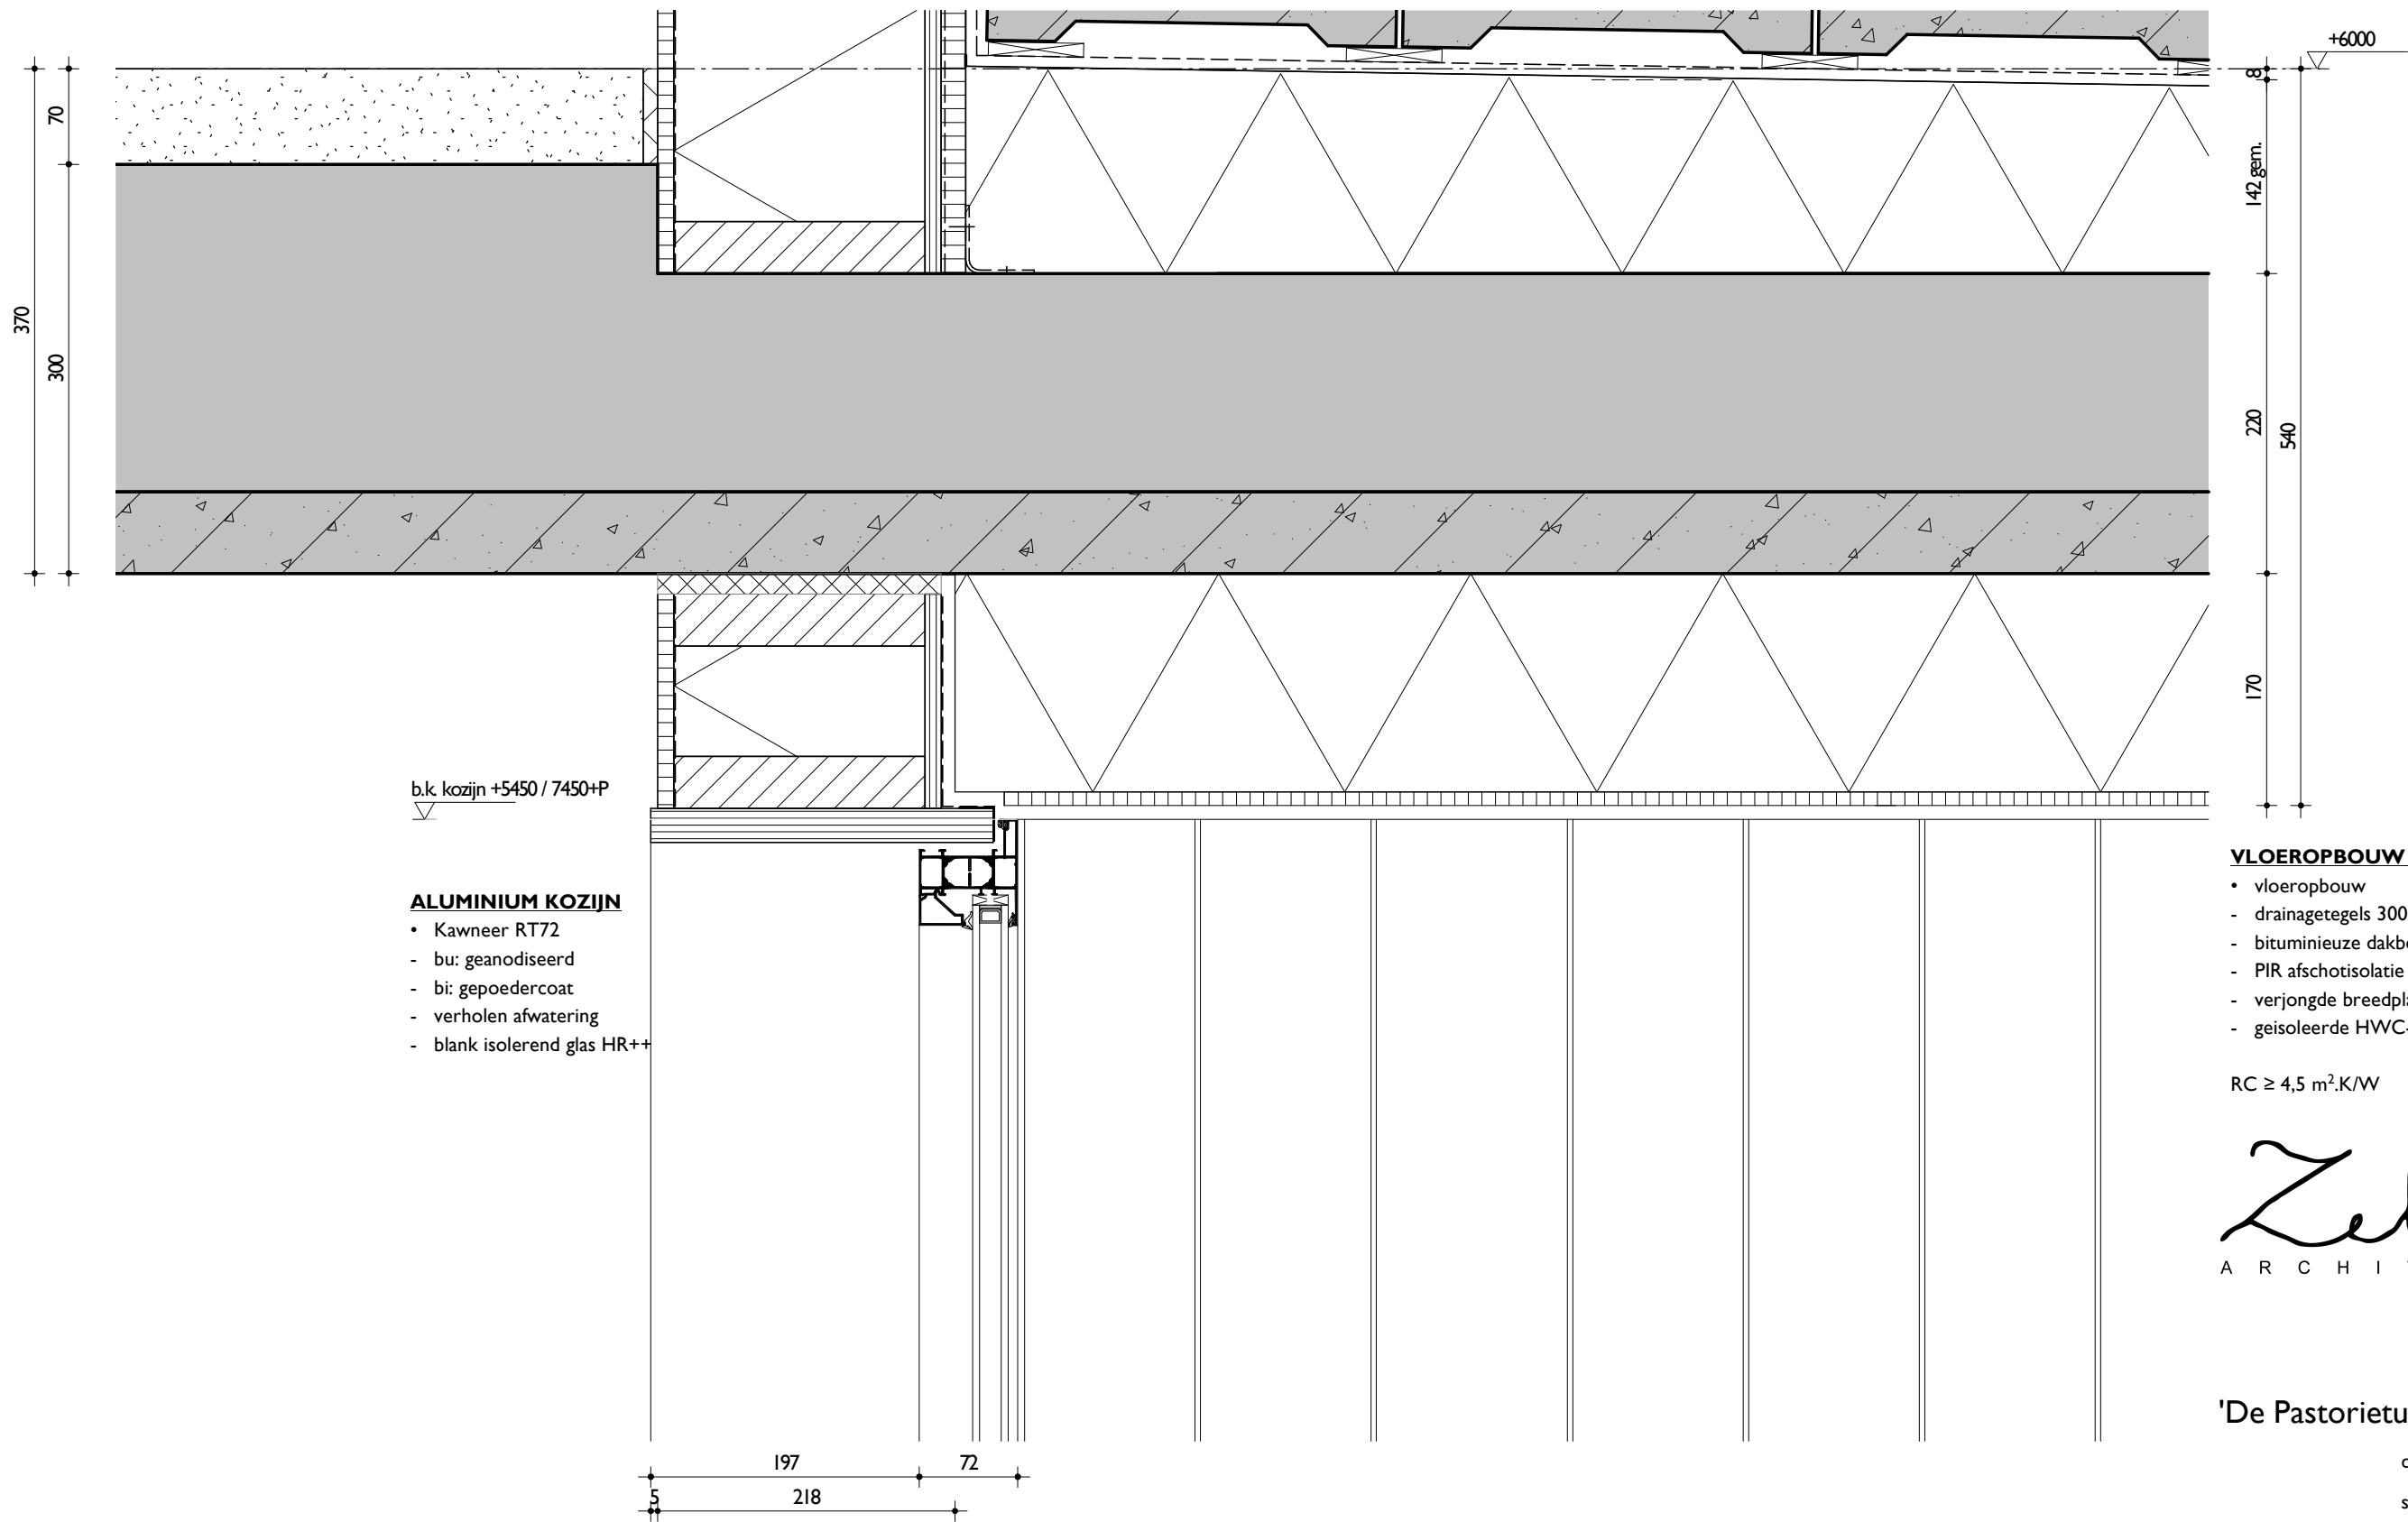 +6000
8
70
142 gem.
370
300
220
540
170
b.k. kozijn +5450 / 7450+P
ALUMINIUM KOZIJN
• Kawneer RT72
- bu: geanodiseerd
- bi: gepoedercoat
- verholen afwatering
- blank isolerend glas HR++
VLOEROPBOUW
• vloeropbouw
- drainagetegels 300
- bituminieuze dakb
- PIR afschotisolatie
- verjongde breedpla
- geisoleerde HWC-
RC ≥ 4,5 m².K/W
Zel
A R C H I
'De Pastorietu
197
72
5
218